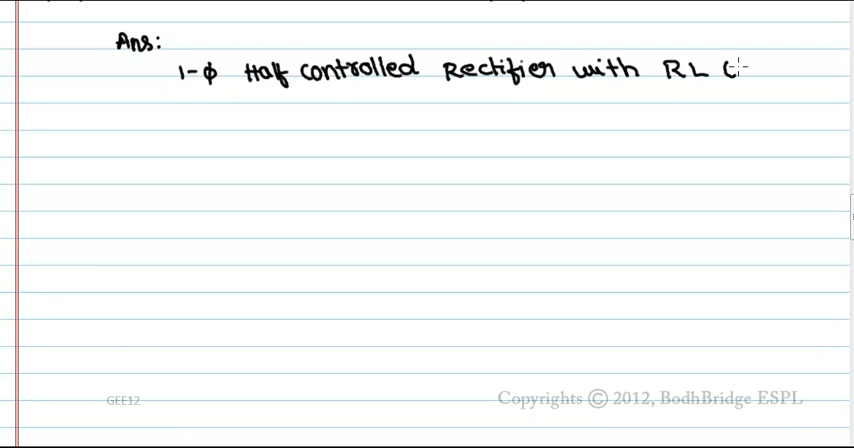 Ans:
1-ϕ Half controlled Rectifier with RL
GEE12
Copyrights © 2012, BodhBridge ESPL